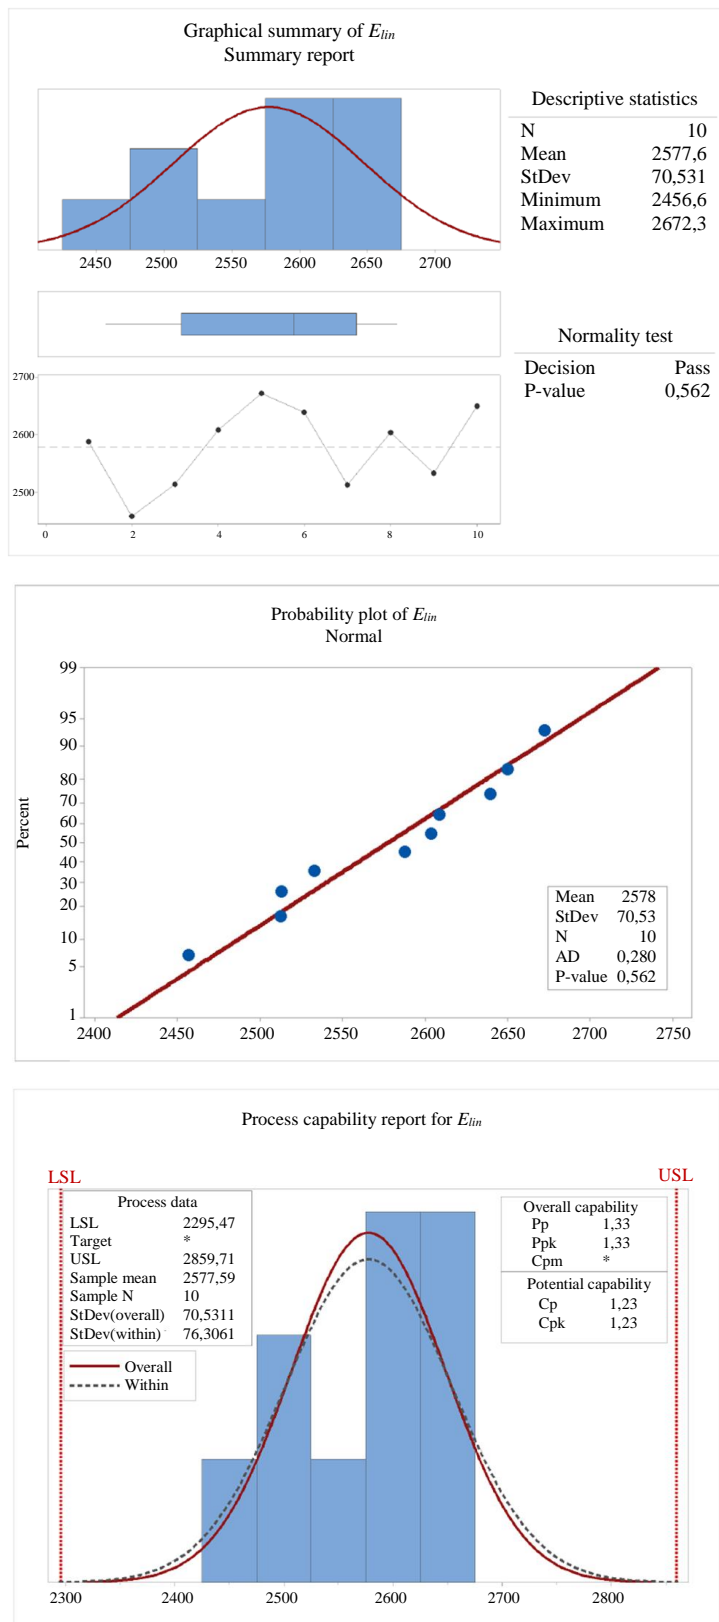 Graphical summary of Elin
Summary report
Descriptive statistics
N 10
Mean 2577,6
StDev 70,531
Minimum 2456,6
Maximum 2672,3
2450 2500 2550 2600 2650 2700
Normality test
Decision Pass
P-value 0,562
2700
2600
2500
0 2 4 6 8 10
Probability plot of Elin
Normal
Percent
99
95
90
80
70
60
50
40
30
20
10
5
1
Mean 2578
StDev 70,53
N 10
AD 0,280
P-value 0,562
2400 2450 2500 2550 2600 2650 2700 2750
Process capability report for Elin
LSL USL
Process data
LSL 2295,47
Target *
USL 2859,71
Sample mean 2577,59
Sample N 10
StDev(overall) 70,5311
StDev(within) 76,3061
Overall
Within
Overall capability
Pp 1,33
Ppk 1,33
Cpm *
Potential capability
Cp 1,23
Cpk 1,23
2300 2400 2500 2600 2700 2800